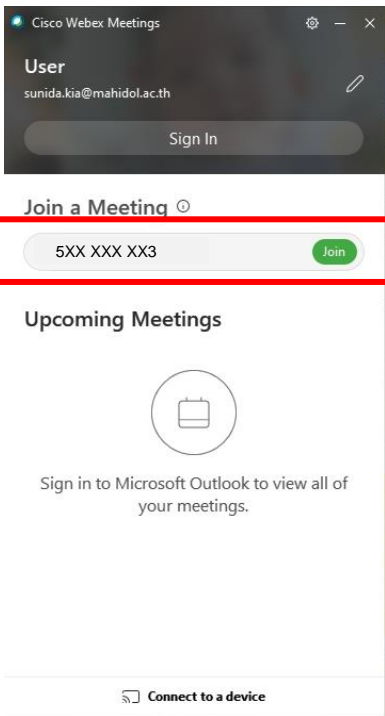 Cisco Webex Meetings
User
sunida.kia@mahidol.ac.th
Sign In
Join a Meeting
5XX XXX XX3 Join
Upcoming Meetings
Sign in to Microsoft Outlook to view all of
your meetings.
Connect to a device